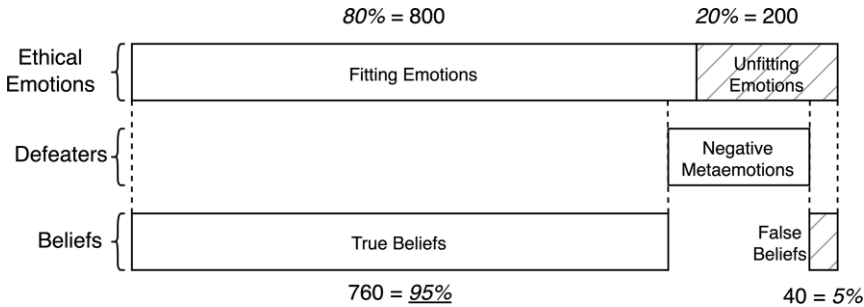 80% = 800
20% = 200
Ethical
Emotions
Fitting Emotions
Unfitting
Emotions
Defeaters
Negative
Metaemotions
Beliefs
True Beliefs
False
Beliefs
760 = 95%
40 = 5%